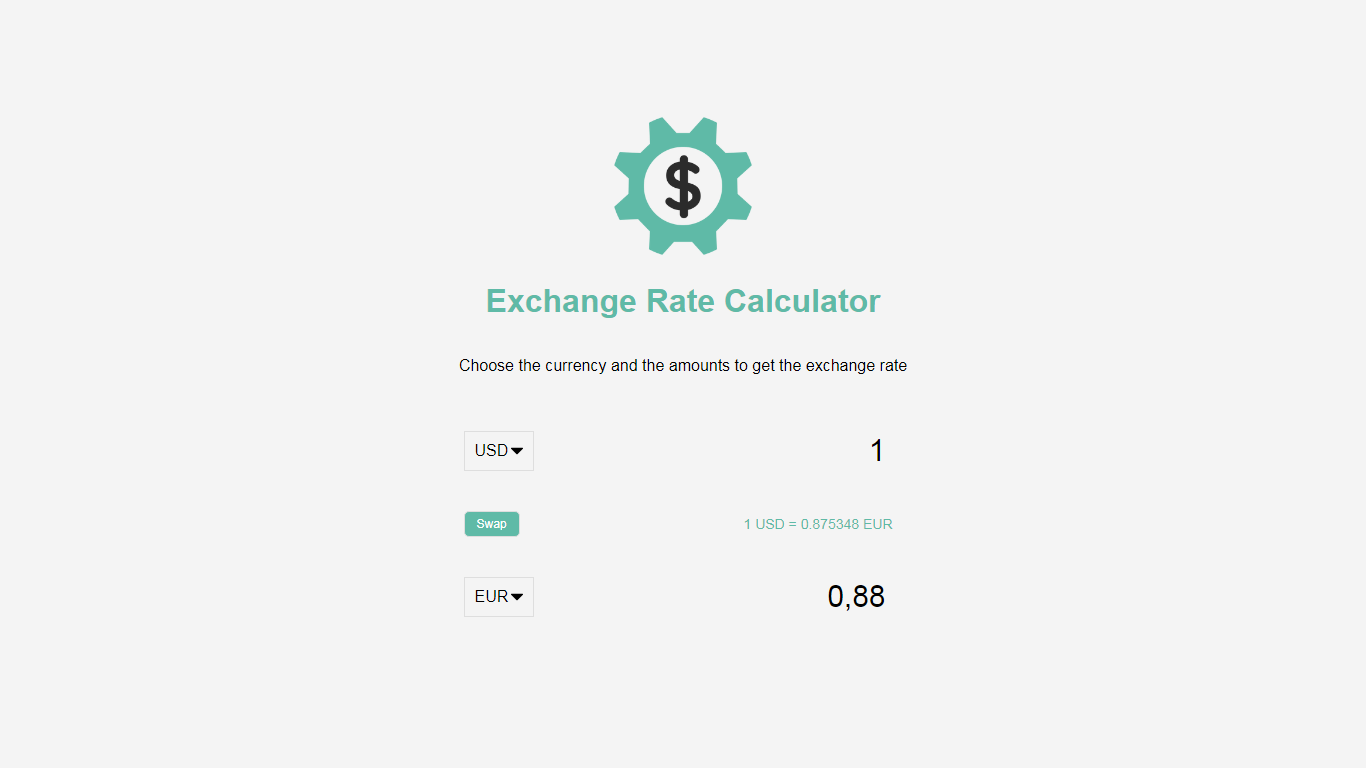 $
Exchange Rate Calculator
Choose the currency and the amounts to get the exchange rate
USD 1
Swap 1 USD = 0.875348 EUR
EUR 0,88